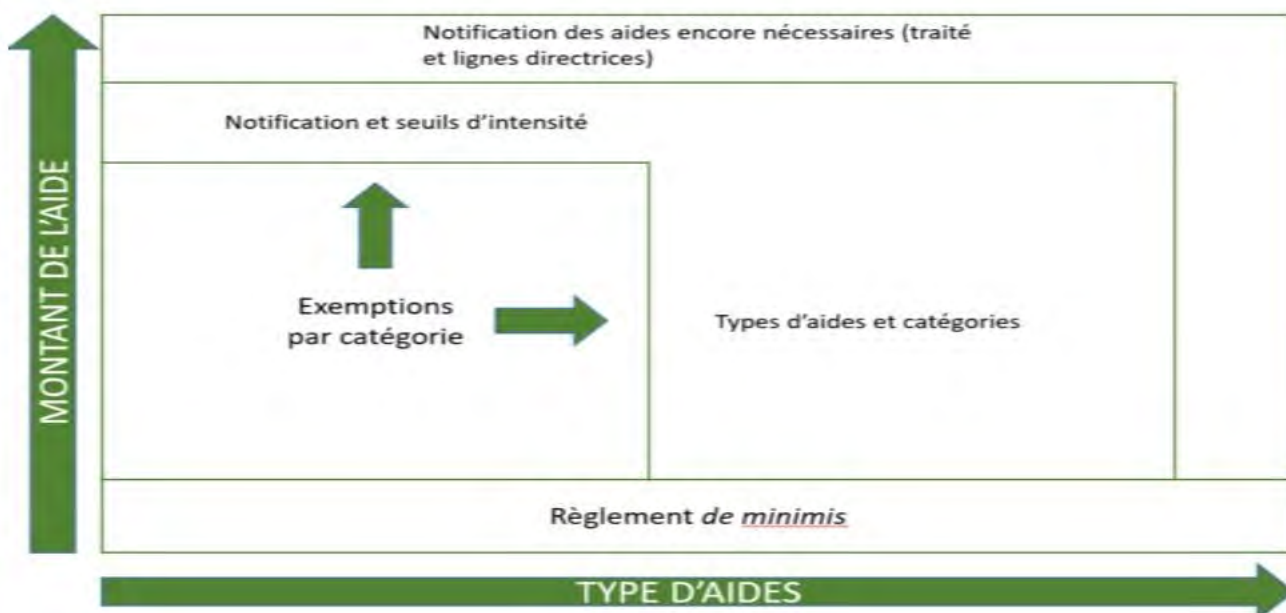 Notification des aides encore nécessaires (traité
et lignes directrices)
Notification et seuils d'intensité
MONTANT DE L'AIDE
Exemptions
par catégorie
Types d'aides et catégories
Règlement de minimis
TYPE D'AIDES